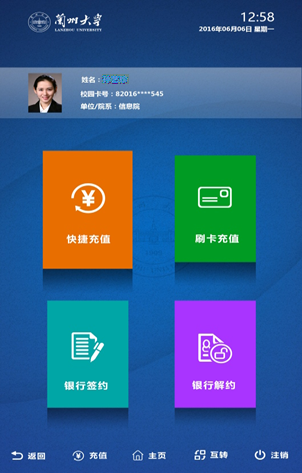 兰州大学
LANZHOU UNIVERSITY
12:58
2016年06月06日 星期一
姓名：
校园卡号：82016****545
单位/院系：信息院
快捷充值
刷卡充值
银行签约
银行解约
返回
充值
主页
互转
注销